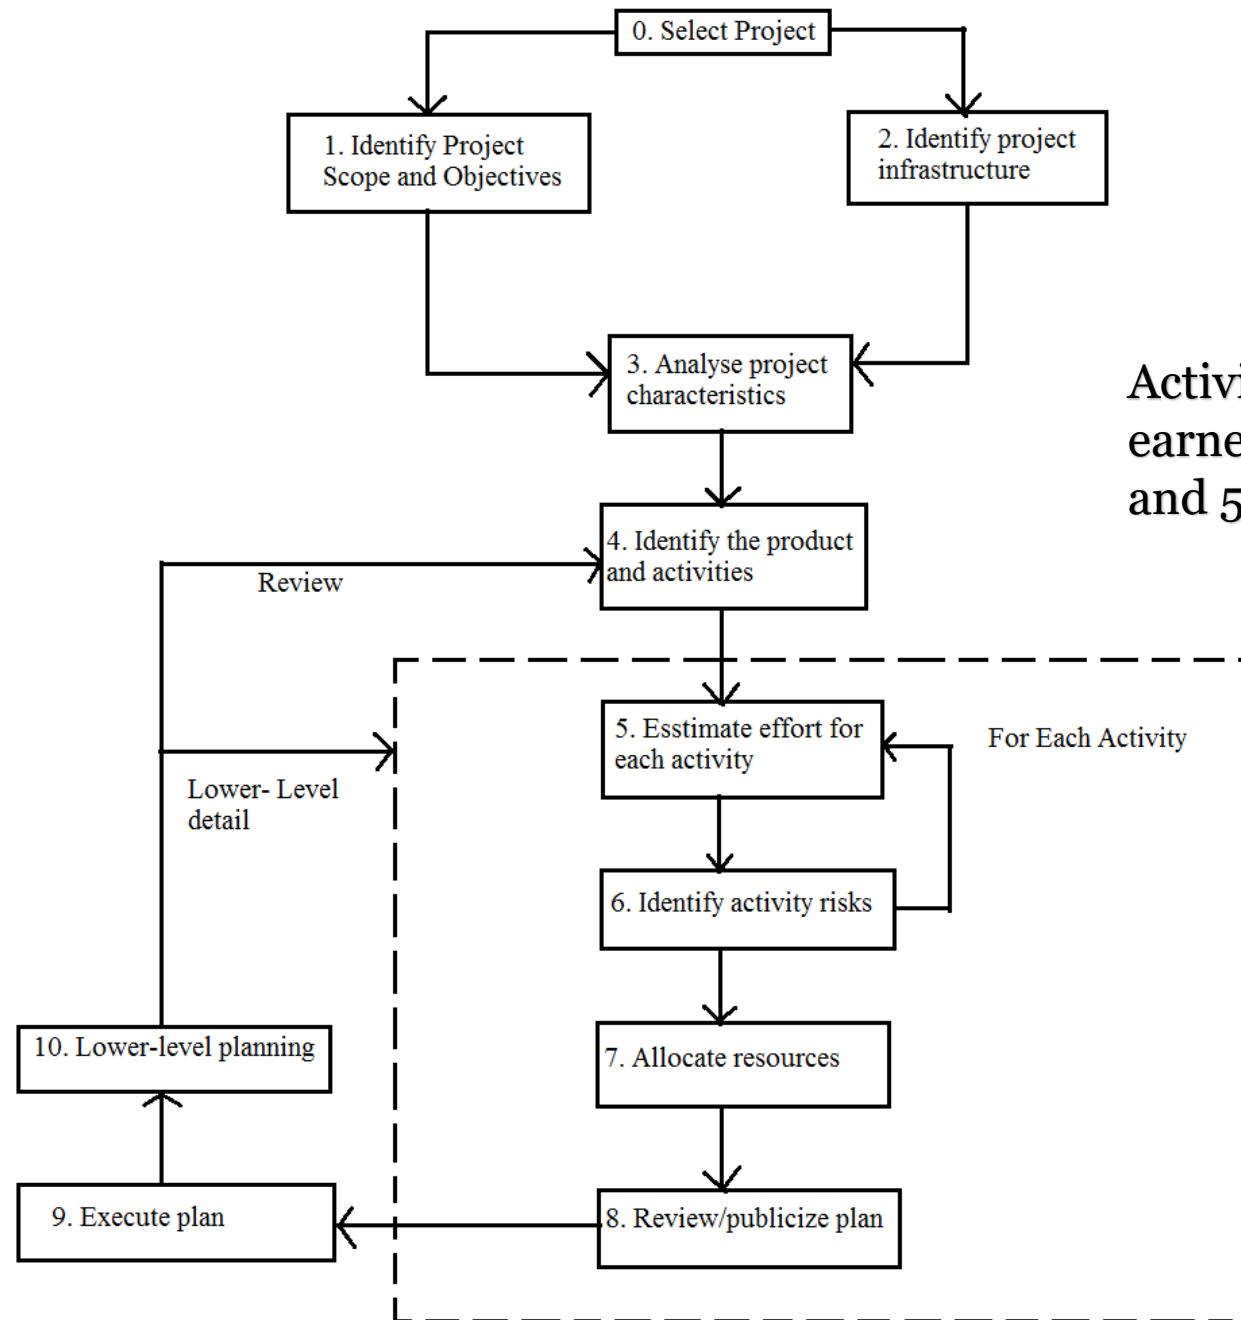 0. Select Project
1. Identify Project
Scope and Objectives
2. Identify project
infrastructure
3. Analyse project
characteristics
4. Identify the product
and activities
Review
5. Esstimate effort for
each activity
For Each Activity
Lower- Level
detail
6. Identify activity risks
10. Lower-level planning
7. Allocate resources
9. Execute plan
8. Review/publicize plan
and 5